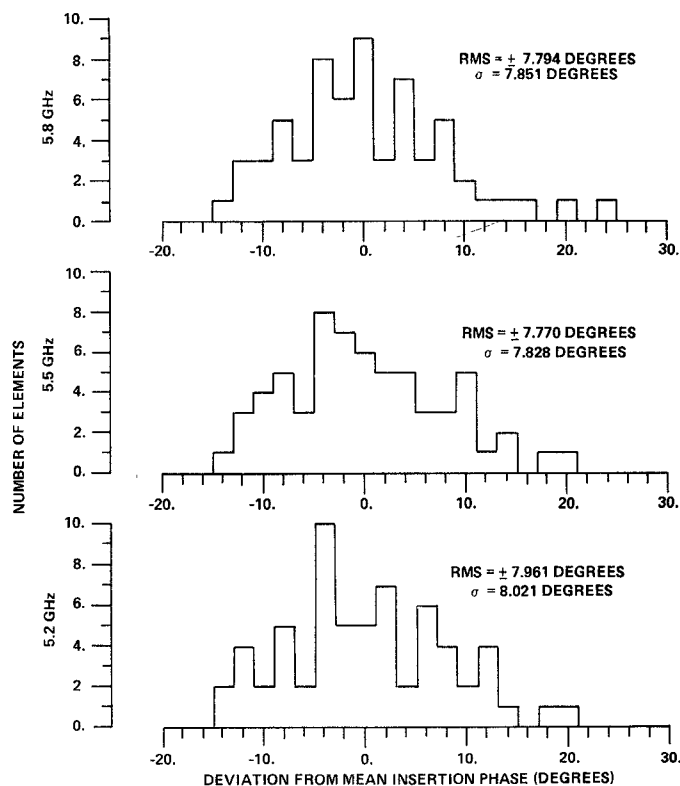 10.
8.
6.
4.
2.
0.
5.8 GHz
RMS = ± 7.794 DEGREES
σ = 7.851 DEGREES
-20. -10. 0. 10. 20. 30.
10.
8.
6.
4.
2.
0.
5.5 GHz
NUMBER OF ELEMENTS
RMS = ± 7.770 DEGREES
σ = 7.828 DEGREES
-20. -10. 0. 10. 20. 30.
10.
8.
6.
4.
2.
0.
5.2 GHz
RMS = ± 7.961 DEGREES
σ = 8.021 DEGREES
-20. -10. 0. 10. 20. 30.
DEVIATION FROM MEAN INSERTION PHASE (DEGREES)